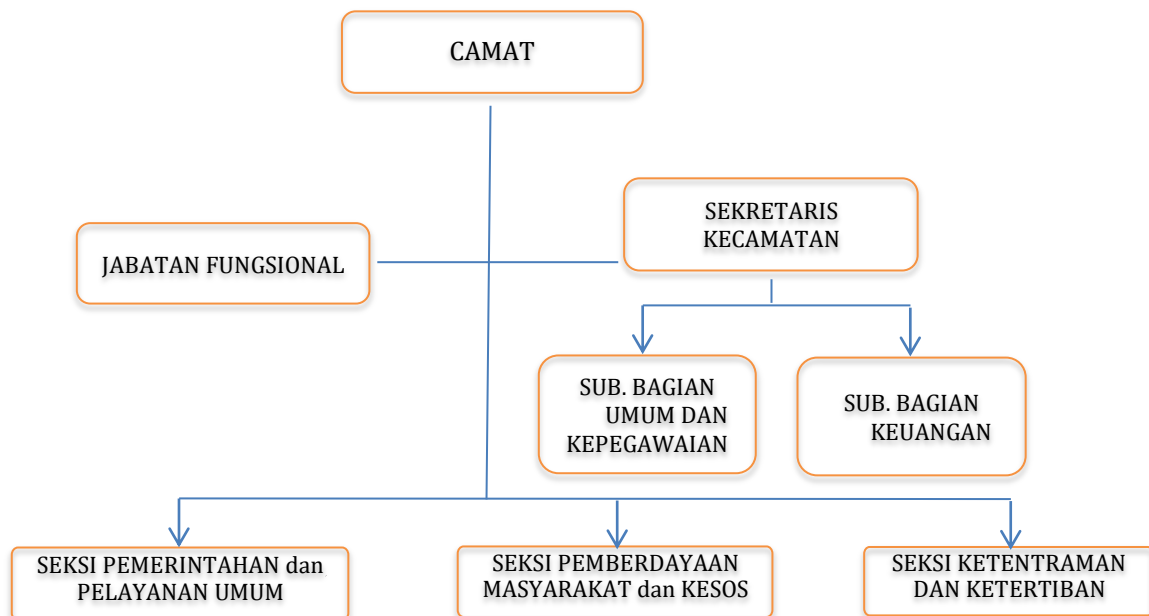 CAMAT
SEKRETARIS
KECAMATAN
JABATAN FUNGSIONAL
SUB. BAGIAN
UMUM DAN
KEPEGAWAIAN
SUB. BAGIAN
KEUANGAN
SEKSI PEMERINTAHAN dan
PELAYANAN UMUM
SEKSI PEMBERDAYAAN
MASYARAKAT dan KESOS
SEKSI KETENTRAMAN
DAN KETERTIBAN